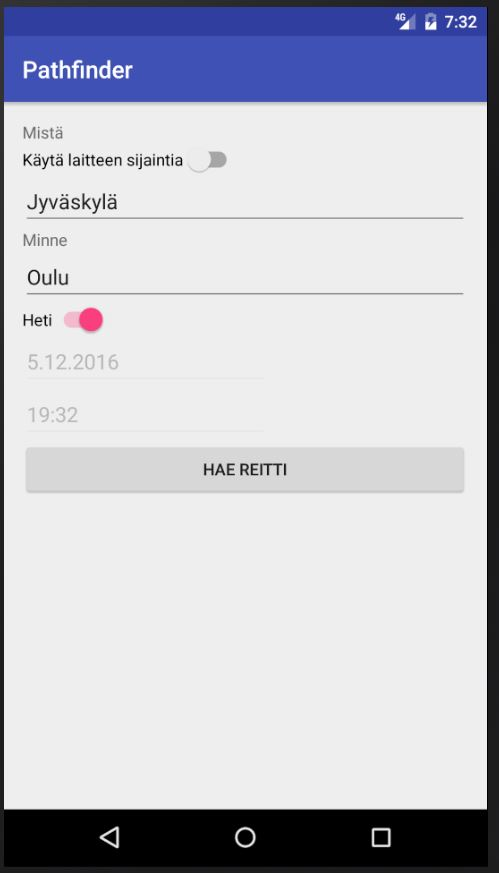 4G 7:32
Pathfinder
Mistä
Käytä laitteen sijaintia
Jyväskylä
Minne
Oulu
Heti
5.12.2016
19:32
HAE REITTI